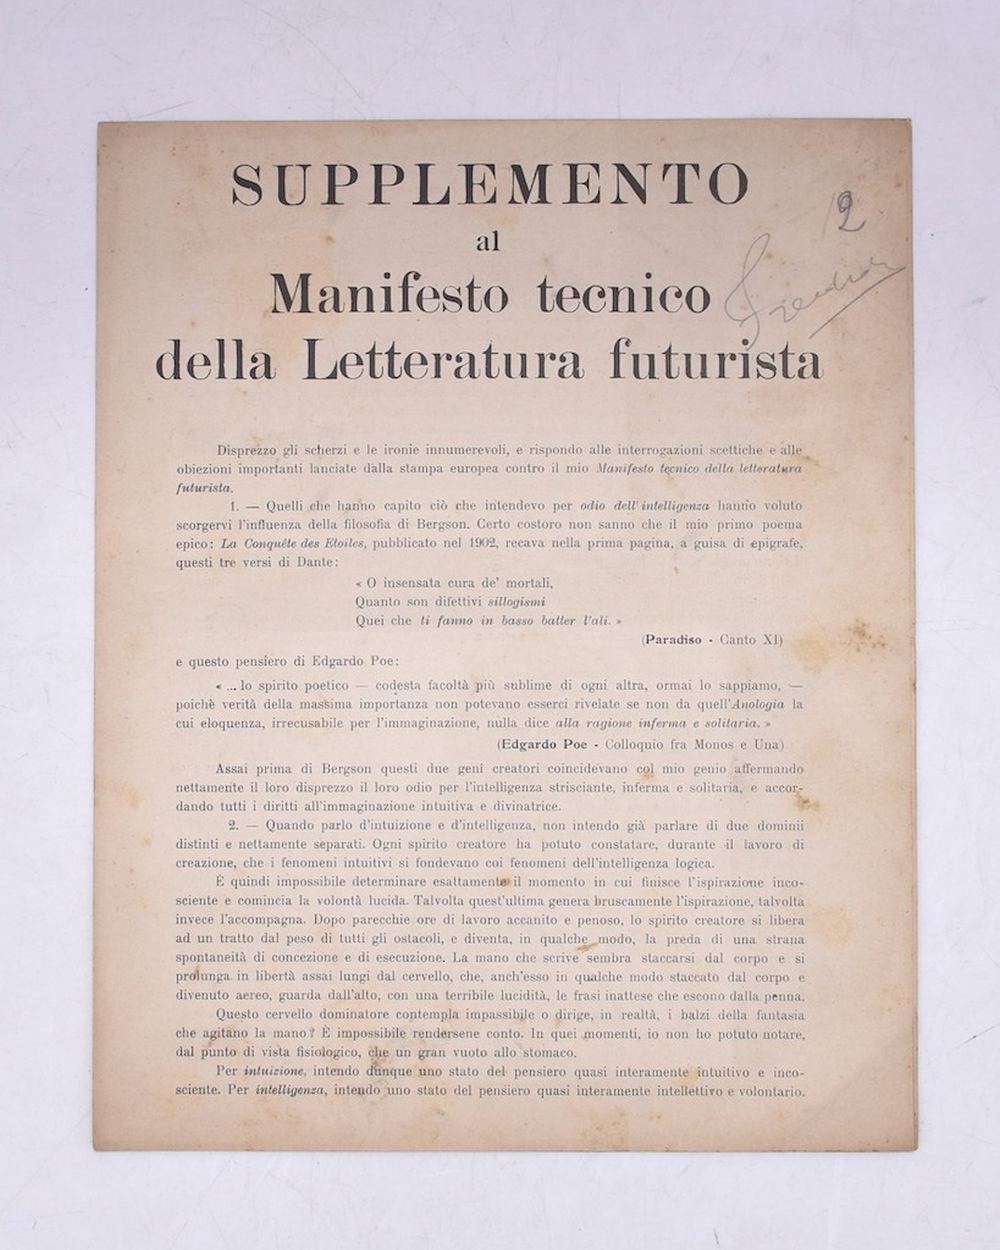 SUPPLEMENTO
2
al
Manifesto tecnico
della Letteratura futurista
Disprezzo gli scherzi e le ironie innumerevoli, e rispondo alle interrogazioni scettiche e alle
obiezioni importanti lanciate dalla stampa europea contro il mio Manifesto tecnico della letteratura
futurista.
1. — Quelli che hanno capito ciò che intendevo per odio dell'intelligenza hanno voluto
scorgervi l'influenza della filosofia di Bergson. Certo costoro non sanno che il mio primo poema
epico: La Conquête des Etoiles, pubblicato nel 1902, recava nella prima pagina, a guisa di epigrafe,
questi tre versi di Dante:
« O insensata cura de' mortali,
Quanto son difettivi sillogismi
Quei che ti fanno in basso batter l'ali. »
(Paradiso - Canto XI)
e questo pensiero di Edgardo Poe:
« ... lo spirito poetico — codesta facoltà più sublime di ogni altra, ormai lo sappiamo, —
poichè verità della massima importanza non potevano esserci rivelate se non da quell'Anologia la
cui eloquenza, irrecusabile per l'immaginazione, nulla dice alla ragione inferma e solitaria. »
(Edgardo Poe - Colloquio fra Monos e Una)
Assai prima di Bergson questi due genî creatori coincidevano col mio genio affermando
nettamente il loro disprezzo il loro odio per l'intelligenza strisciante, inferma e solitaria, e accor-
dando tutti i diritti all'immaginazione intuitiva e divinatrice.
2. — Quando parlo d'intuizione e d'intelligenza, non intendo già parlare di due dominii
distinti e nettamente separati. Ogni spirito creatore ha potuto constatare, durante il lavoro di
creazione, che i fenomeni intuitivi si fondevano coi fenomeni dell'intelligenza logica.
È quindi impossibile determinare esattamente il momento in cui finisce l'ispirazione inco-
sciente e comincia la volontà lucida. Talvolta quest'ultima genera bruscamente l'ispirazione, talvolta
invece l'accompagna. Dopo parecchie ore di lavoro accanito e penoso, lo spirito creatore si libera
ad un tratto dal peso di tutti gli ostacoli, e diventa, in qualche modo, la preda di una strana
spontaneità di concezione e di esecuzione. La mano che scrive sembra staccarsi dal corpo e si
prolunga in libertà assai lungi dal cervello, che, anch'esso in qualche modo staccato dal corpo e
divenuto aereo, guarda dall'alto, con una terribile lucidità, le frasi inattese che escono dalla penna.
Questo cervello dominatore contempla impassibile o dirige, in realtà, i balzi della fantasia
che agitano la mano? È impossibile rendersene conto. In quei momenti, io non ho potuto notare,
dal punto di vista fisiologico, che un gran vuoto allo stomaco.
Per intuizione, intendo dunque uno stato del pensiero quasi interamente intuitivo e inco-
sciente. Per intelligenza, intendo uno stato del pensiero quasi interamente intellettivo e volontario.